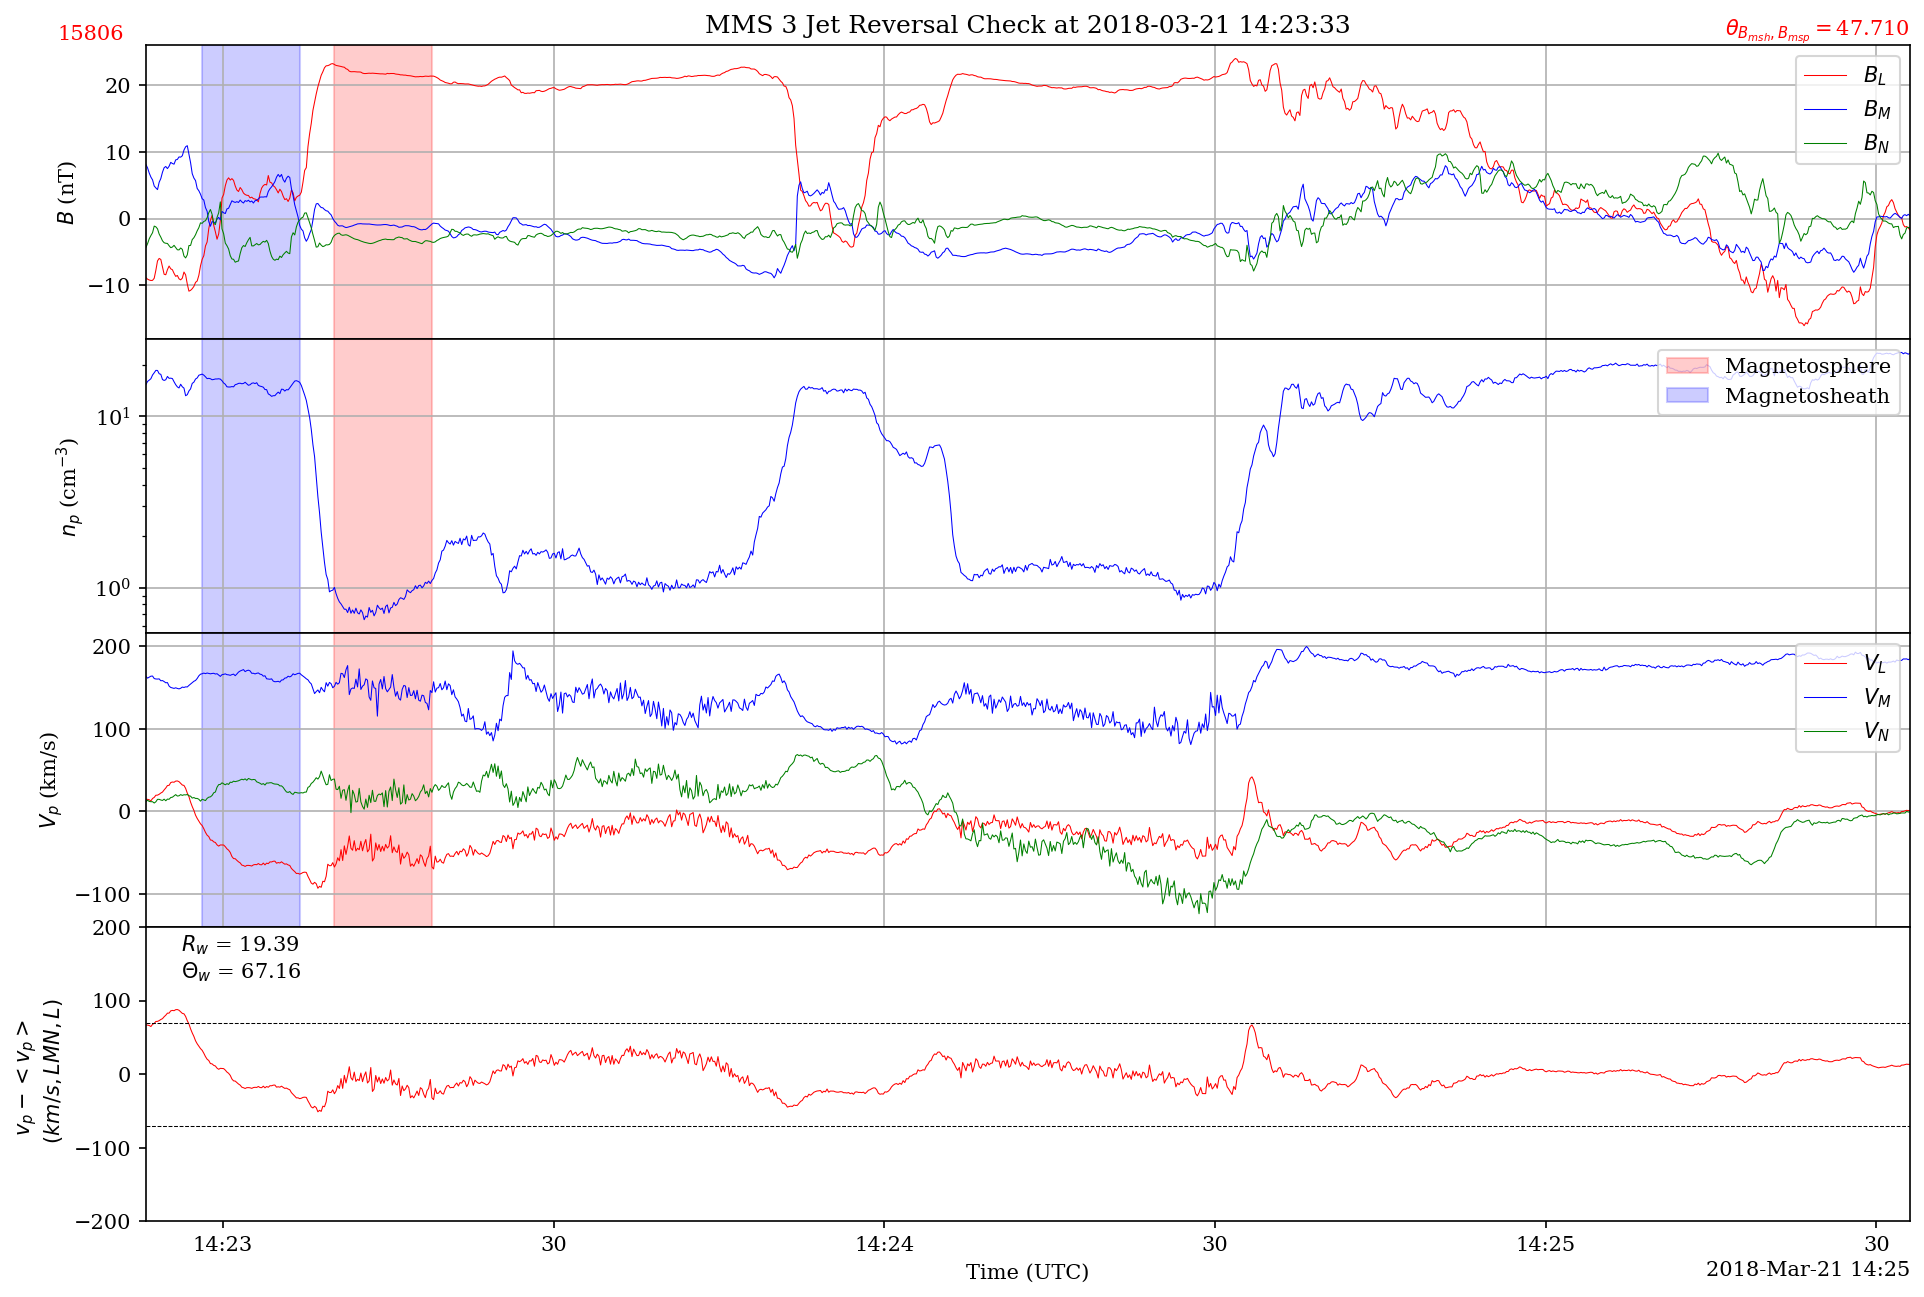 MMS 3 Jet Reversal Check at 2018-03-21 14:23:33
15806
θ_{B_{msh}, B_{msp}} = 47.710
B (nT)
20
10
0
−10
B_L
B_M
B_N
n_p (cm^{−3})
10^1
10^0
Magnetosphere
Magnetosheath
V_p (km/s)
200
100
0
−100
V_L
V_M
V_N
v_p − < v_p >
(km/s, LMN, L)
200
100
0
−100
−200
R_w = 19.39
Θ_w = 67.16
14:23
30
14:24
30
14:25
30
Time (UTC)
2018-Mar-21 14:25